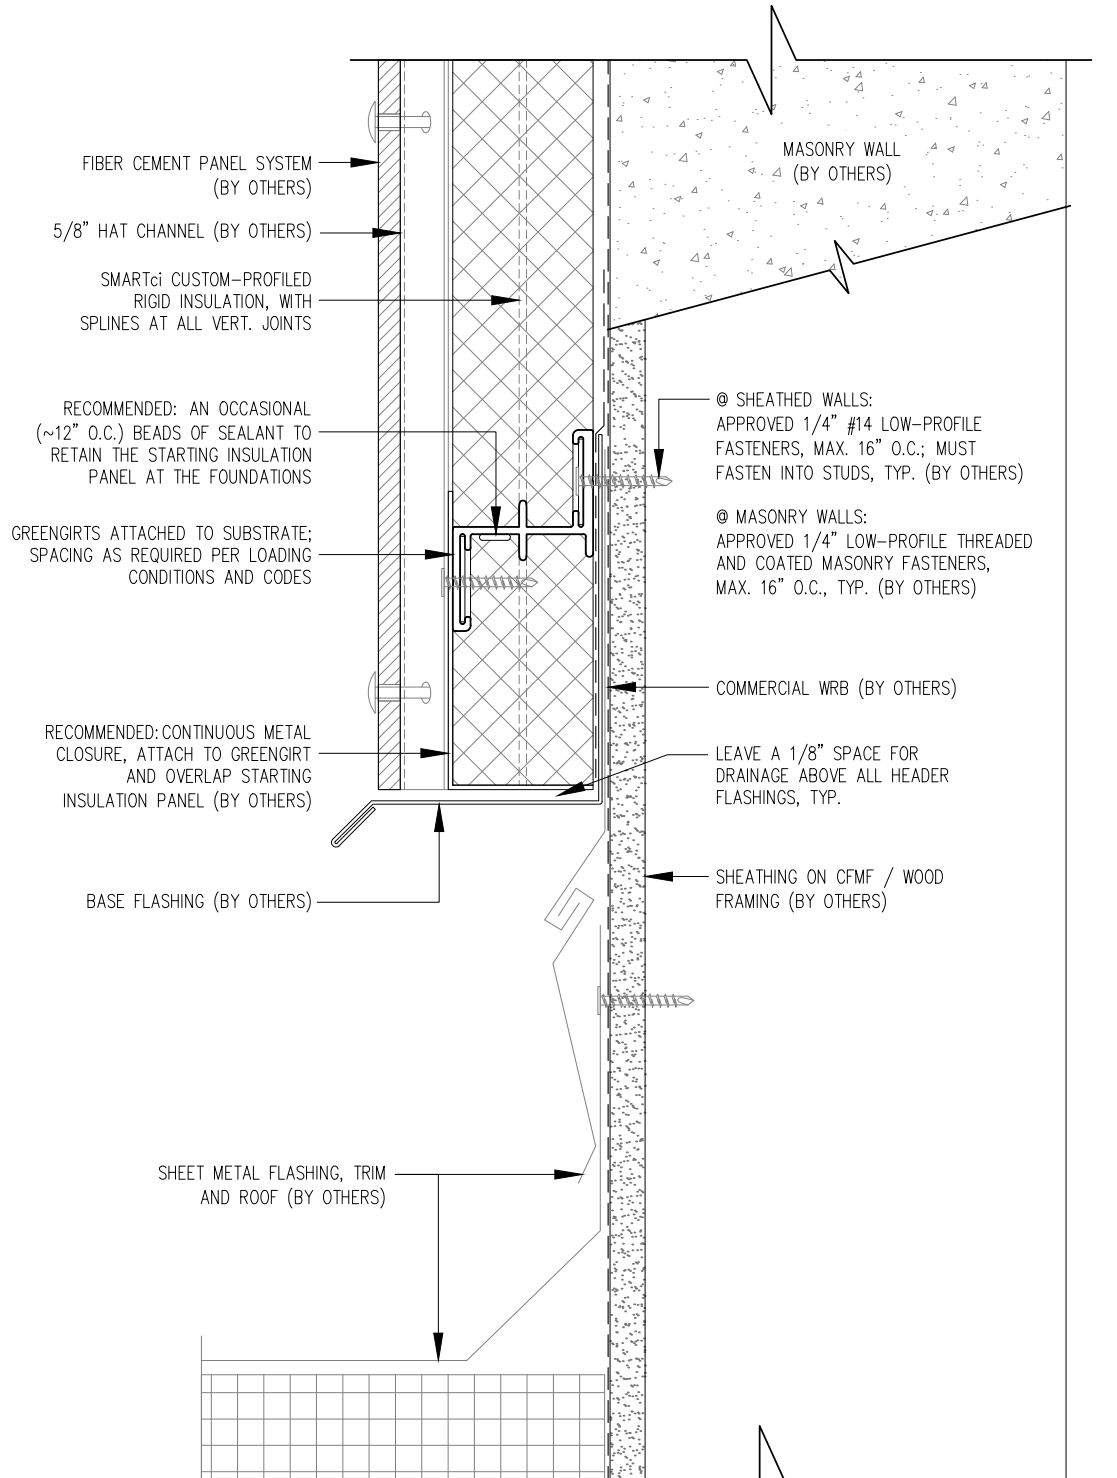 MASONRY WALL
(BY OTHERS)
FIBER CEMENT PANEL SYSTEM
(BY OTHERS)
5/8" HAT CHANNEL (BY OTHERS)
SMARTci CUSTOM-PROFILED
RIGID INSULATION, WITH
SPLINES AT ALL VERT. JOINTS
RECOMMENDED: AN OCCASIONAL
(~12" O.C.) BEADS OF SEALANT TO
RETAIN THE STARTING INSULATION
PANEL AT THE FOUNDATIONS
GREENGIRTS ATTACHED TO SUBSTRATE;
SPACING AS REQUIRED PER LOADING
CONDITIONS AND CODES
RECOMMENDED: CONTINUOUS METAL
CLOSURE, ATTACH TO GREENGIRT
AND OVERLAP STARTING
INSULATION PANEL (BY OTHERS)
BASE FLASHING (BY OTHERS)
SHEET METAL FLASHING, TRIM
AND ROOF (BY OTHERS)
@ SHEATHED WALLS:
APPROVED 1/4" #14 LOW-PROFILE
FASTENERS, MAX. 16" O.C.; MUST
FASTEN INTO STUDS, TYP. (BY OTHERS)
@ MASONRY WALLS:
APPROVED 1/4" LOW-PROFILE THREADED
AND COATED MASONRY FASTENERS,
MAX. 16" O.C., TYP. (BY OTHERS)
COMMERCIAL WRB (BY OTHERS)
LEAVE A 1/8" SPACE FOR
DRAINAGE ABOVE ALL HEADER
FLASHINGS, TYP.
SHEATHING ON CFMF / WOOD
FRAMING (BY OTHERS)